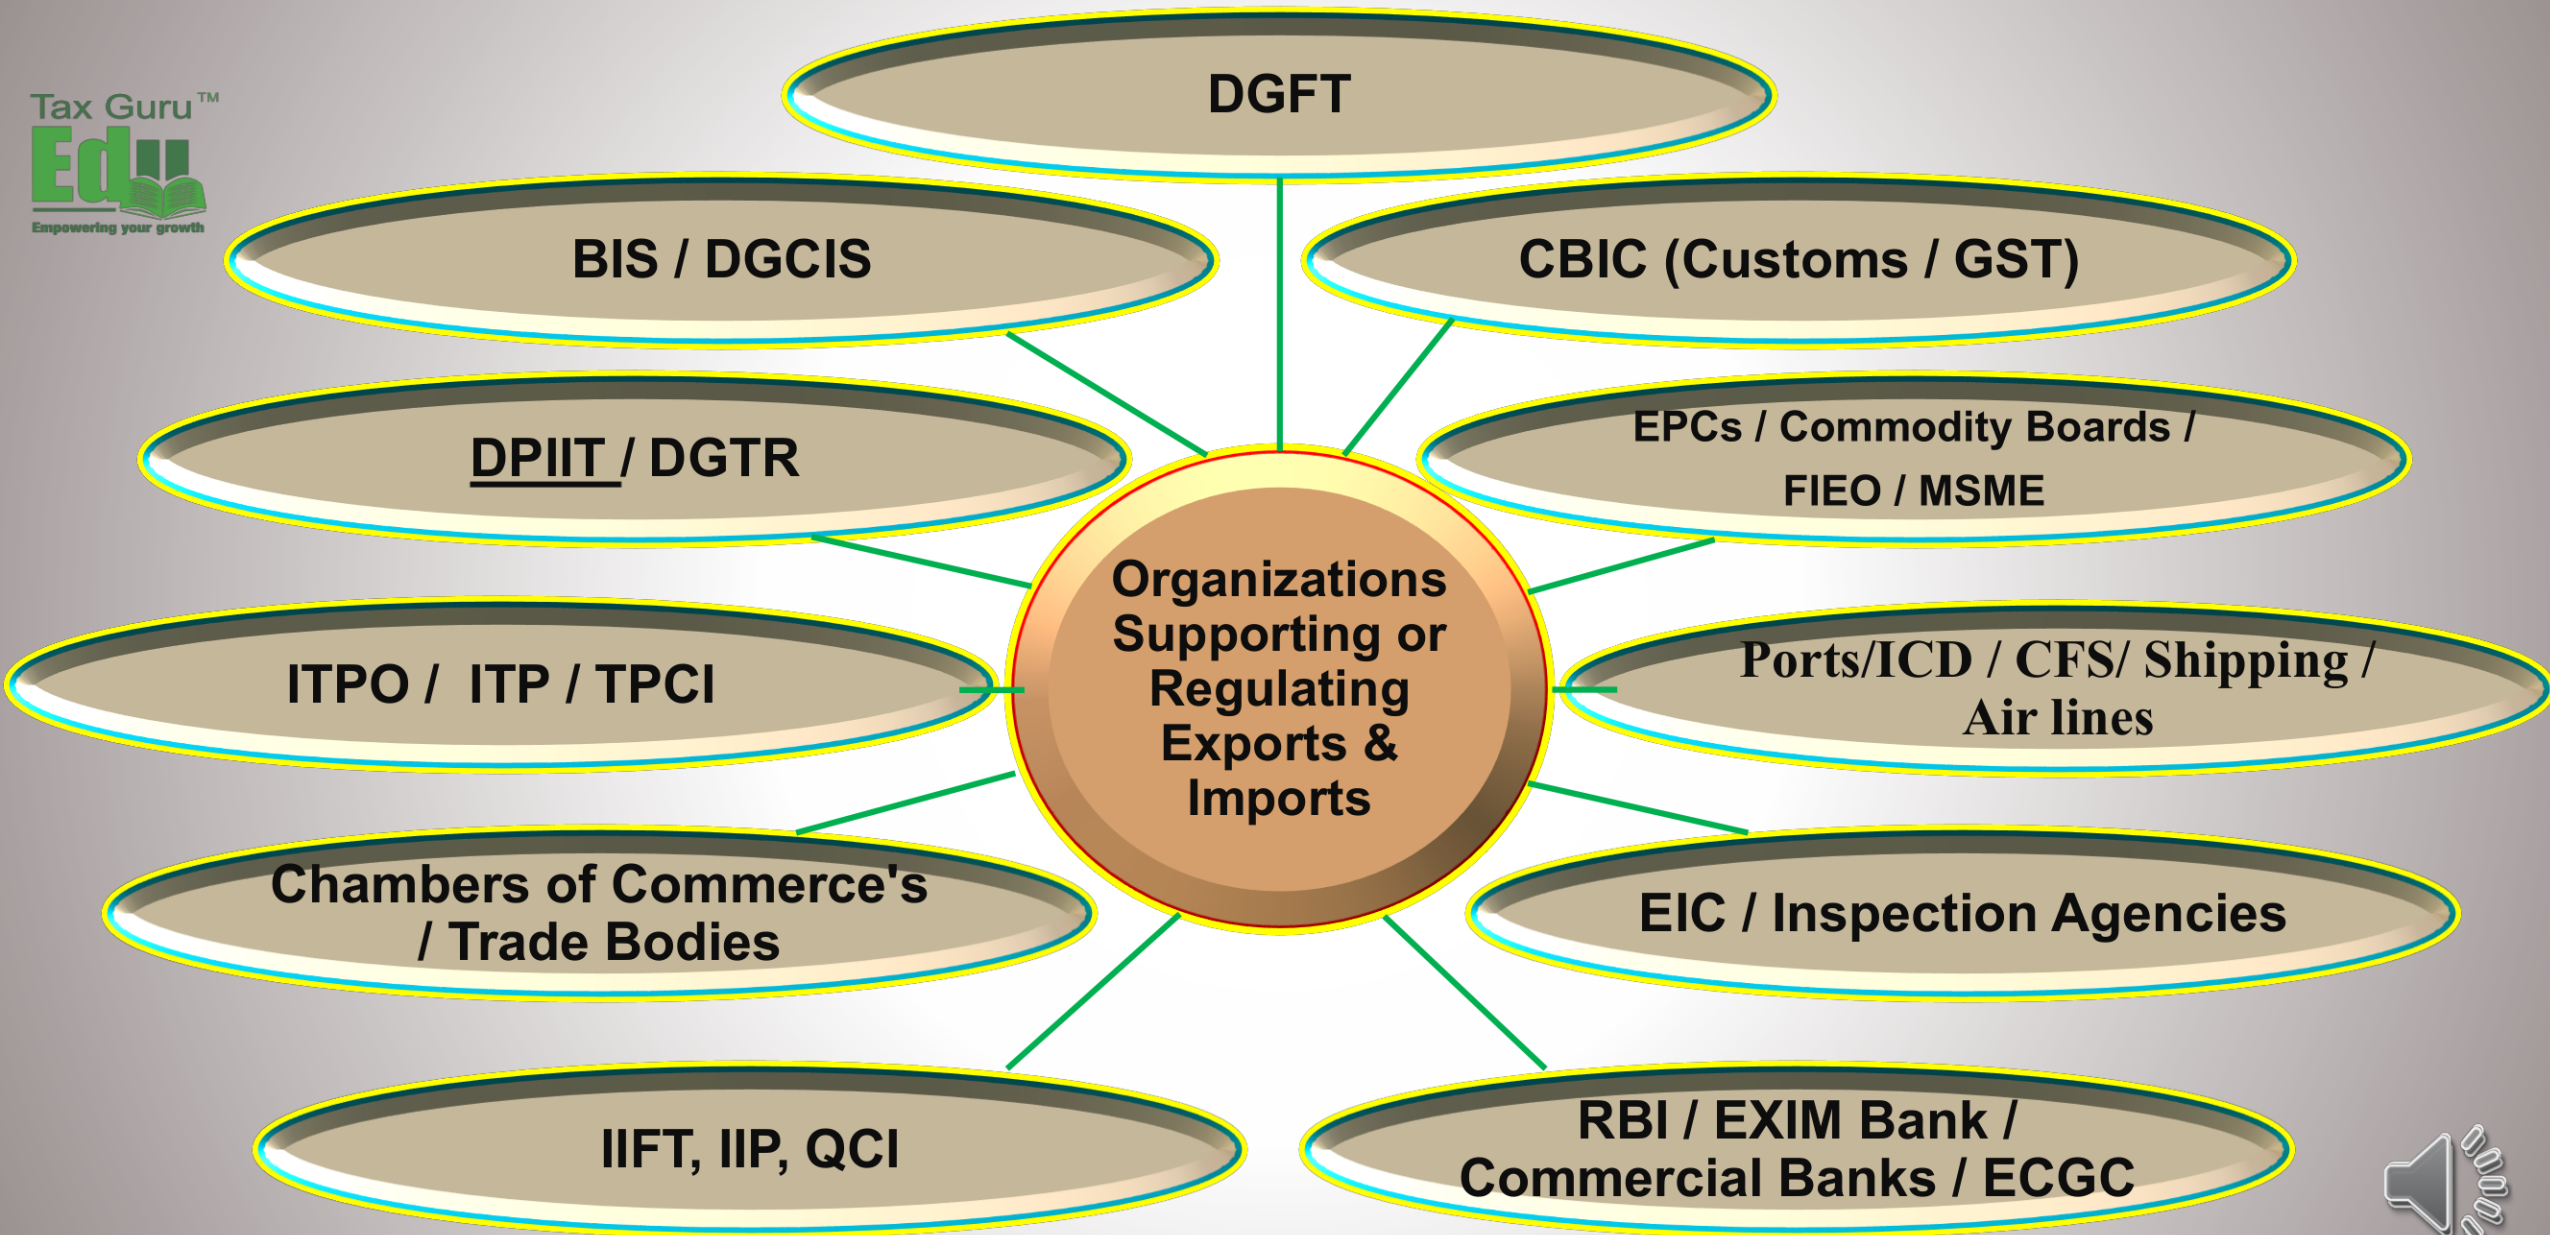 Tax Guru™
Edu
Empowering your growth
DGFT
BIS / DGCIS
CBIC (Customs / GST)
DPIIT / DGTR
EPCs / Commodity Boards /
FIEO / MSME
Organizations
Supporting or
Regulating
Exports &
Imports
ITPO / ITP / TPCI
Ports/ICD / CFS/ Shipping /
Air lines
Chambers of Commerce's
/ Trade Bodies
EIC / Inspection Agencies
IIFT, IIP, QCI
RBI / EXIM Bank /
Commercial Banks / ECGC